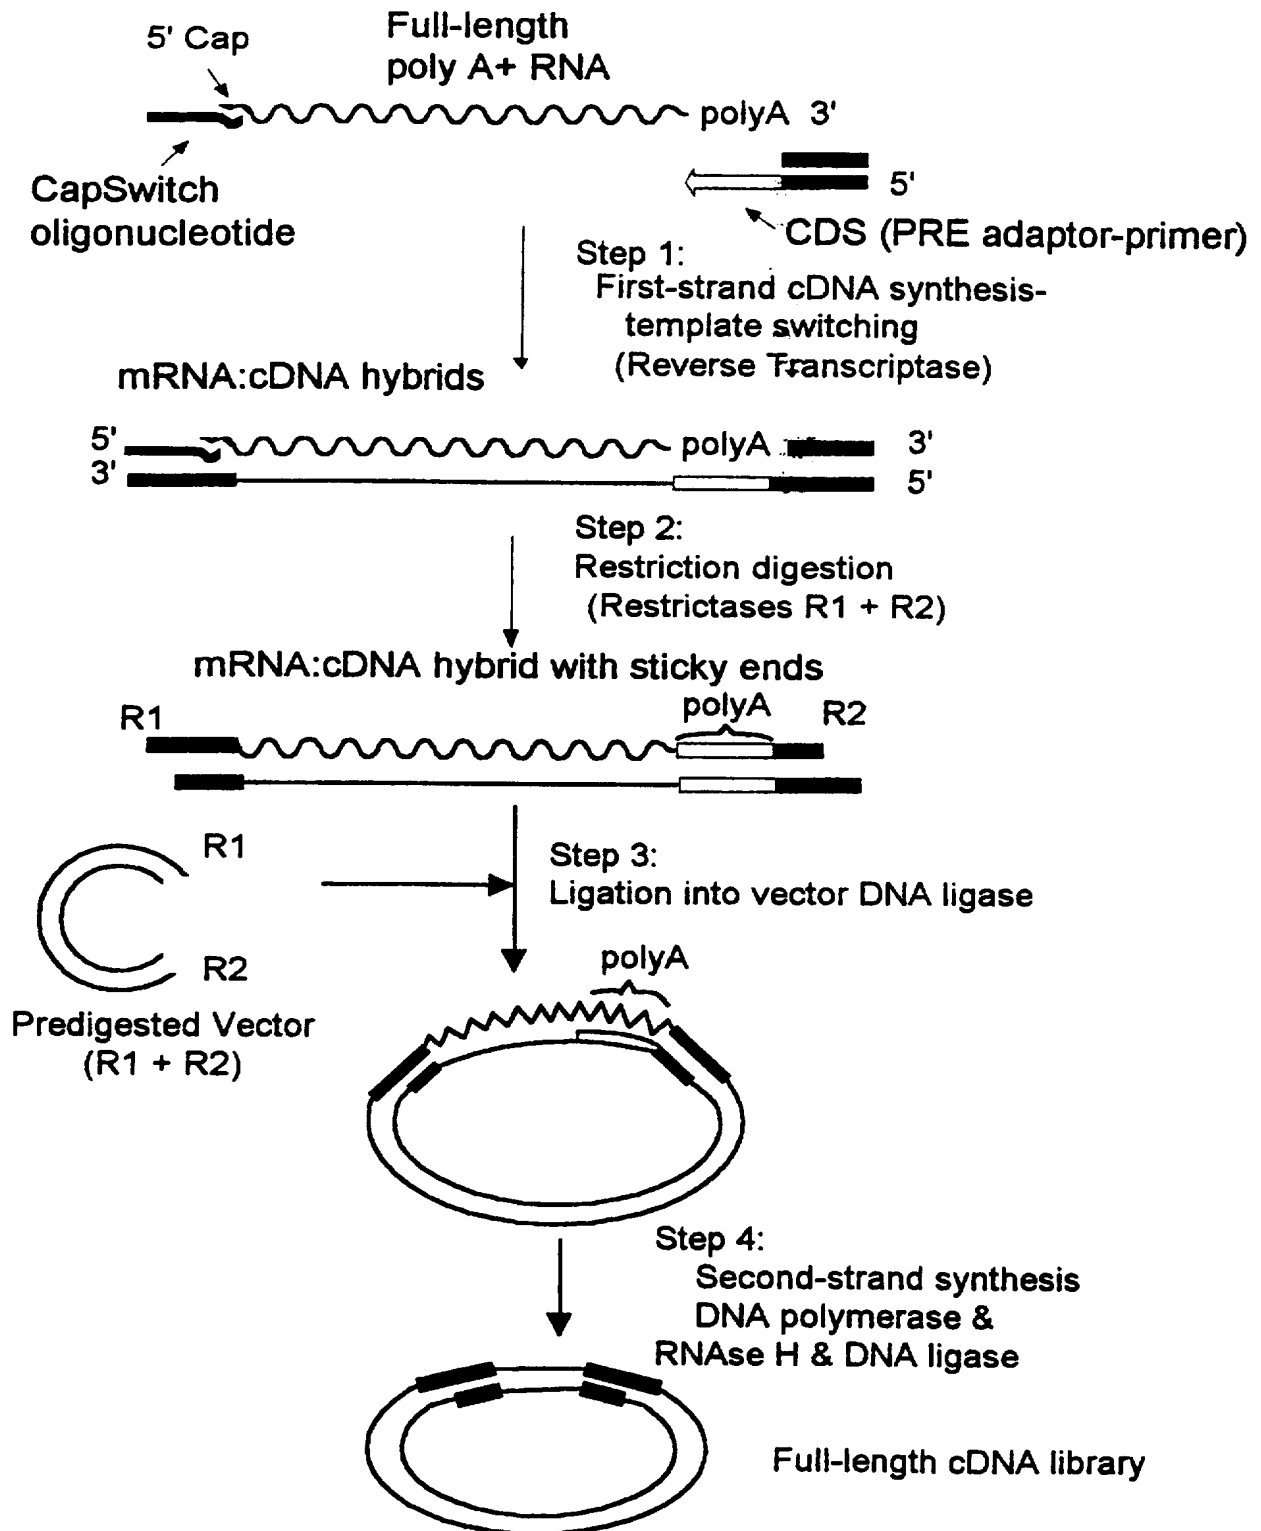 5' Cap
Full-length
poly A+ RNA
polyA 3'
5'
CapSwitch
oligonucleotide
CDS (PRE adaptor-primer)
Step 1:
First-strand cDNA synthesis-
template switching
(Reverse Transcriptase)
mRNA:cDNA hybrids
5'
polyA
3'
3'
5'
Step 2:
Restriction digestion
(Restrictases R1 + R2)
mRNA:cDNA hybrid with sticky ends
R1
polyA
R2
R1
Step 3:
Ligation into vector DNA ligase
R2
polyA
Predigested Vector
(R1 + R2)
Step 4:
Second-strand synthesis
DNA polymerase &
RNAse H & DNA ligase
Full-length cDNA library